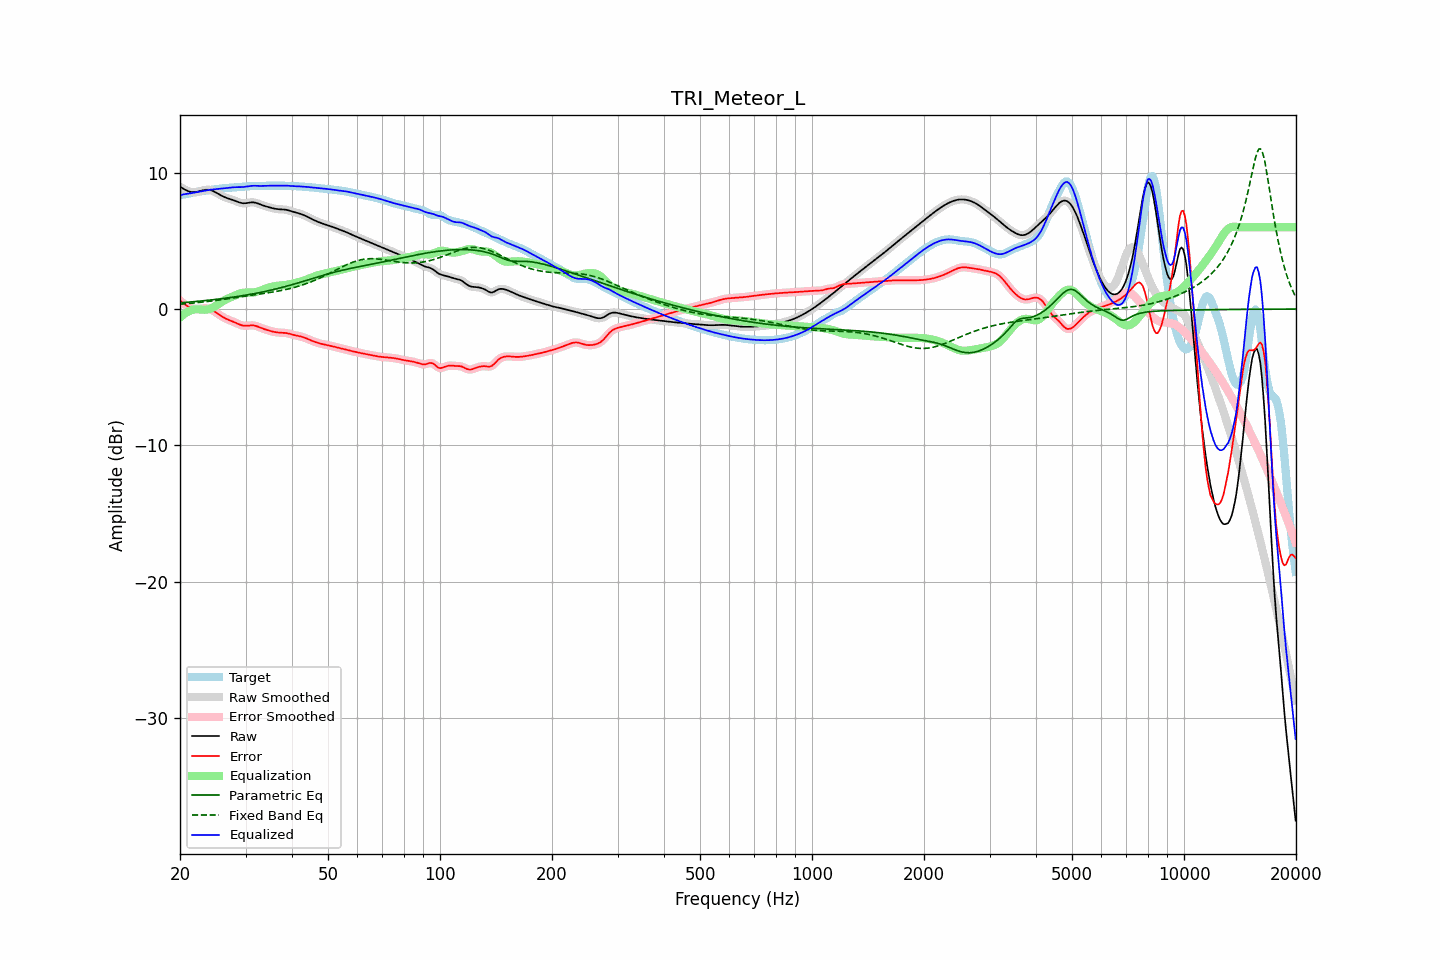 TRI_Meteor_L
Amplitude (dBr)
10
0
−10
−20
−30
Target
Raw Smoothed
Error Smoothed
Raw
Error
Equalization
Parametric Eq
Fixed Band Eq
Equalized
20 50 100 200 500 1000 2000 5000 10000 20000
Frequency (Hz)